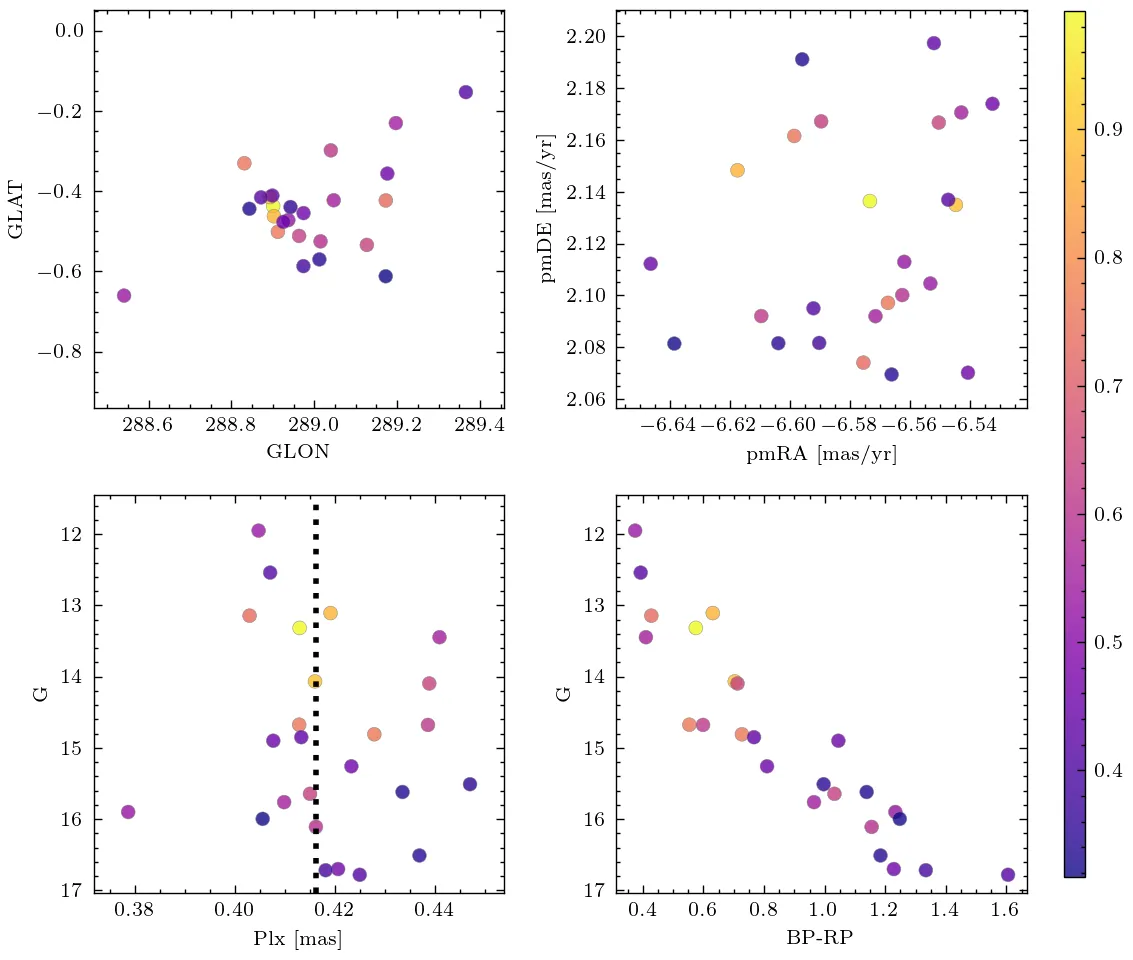 0.0
−0.2
−0.4
−0.6
−0.8
GLAT
288.6 288.8 289.0 289.2 289.4
GLON
2.20
2.18
2.16
2.14
2.12
2.10
2.08
2.06
pmDE [mas/yr]
−6.64 −6.62 −6.60 −6.58 −6.56 −6.54
pmRA [mas/yr]
0.9
0.8
0.7
0.6
0.5
0.4
12
13
14
15
16
17
G
0.38 0.40 0.42 0.44
Plx [mas]
12
13
14
15
16
17
G
0.4 0.6 0.8 1.0 1.2 1.4 1.6
BP-RP